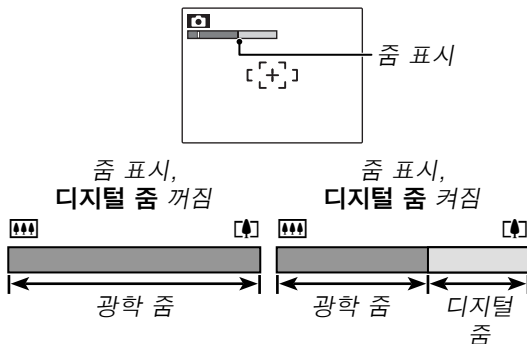 줌 표시
줌 표시,
디지털 줌 꺼짐
줌 표시,
디지털 줌 켜짐
광학 줌
광학 줌
디지털
줌